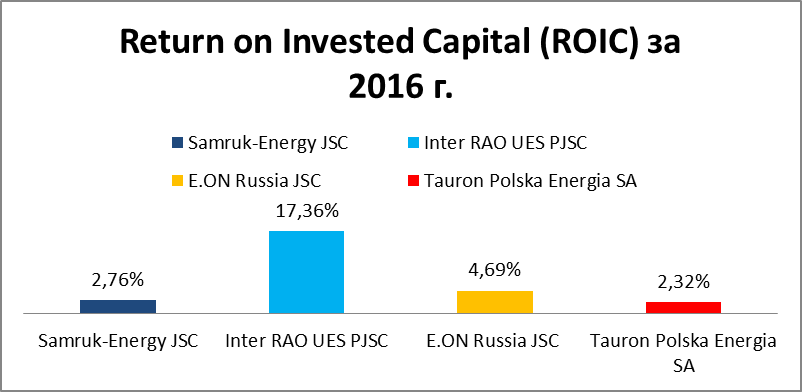 Return on Invested Capital (ROIC) за
2016 г.
Samruk-Energy JSC
Inter RAO UES PJSC
E.ON Russia JSC
Tauron Polska Energia SA
17,36%
2,76%
4,69%
2,32%
Samruk-Energy JSC
Inter RAO UES PJSC
E.ON Russia JSC
Tauron Polska Energia
SA